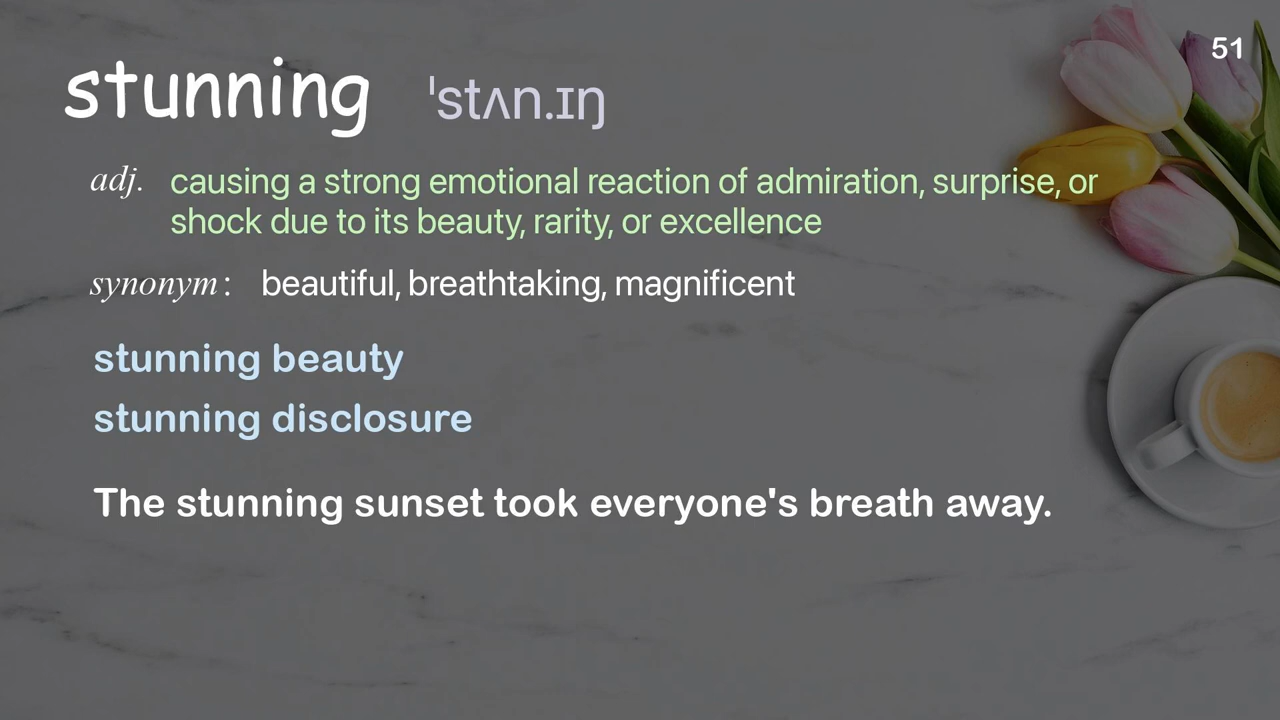 51
stunning ˈstʌn.ɪŋ
adj. causing a strong emotional reaction of admiration, surprise, or
shock due to its beauty, rarity, or excellence
synonym: beautiful, breathtaking, magnificent
stunning beauty
stunning disclosure
The stunning sunset took everyone's breath away.